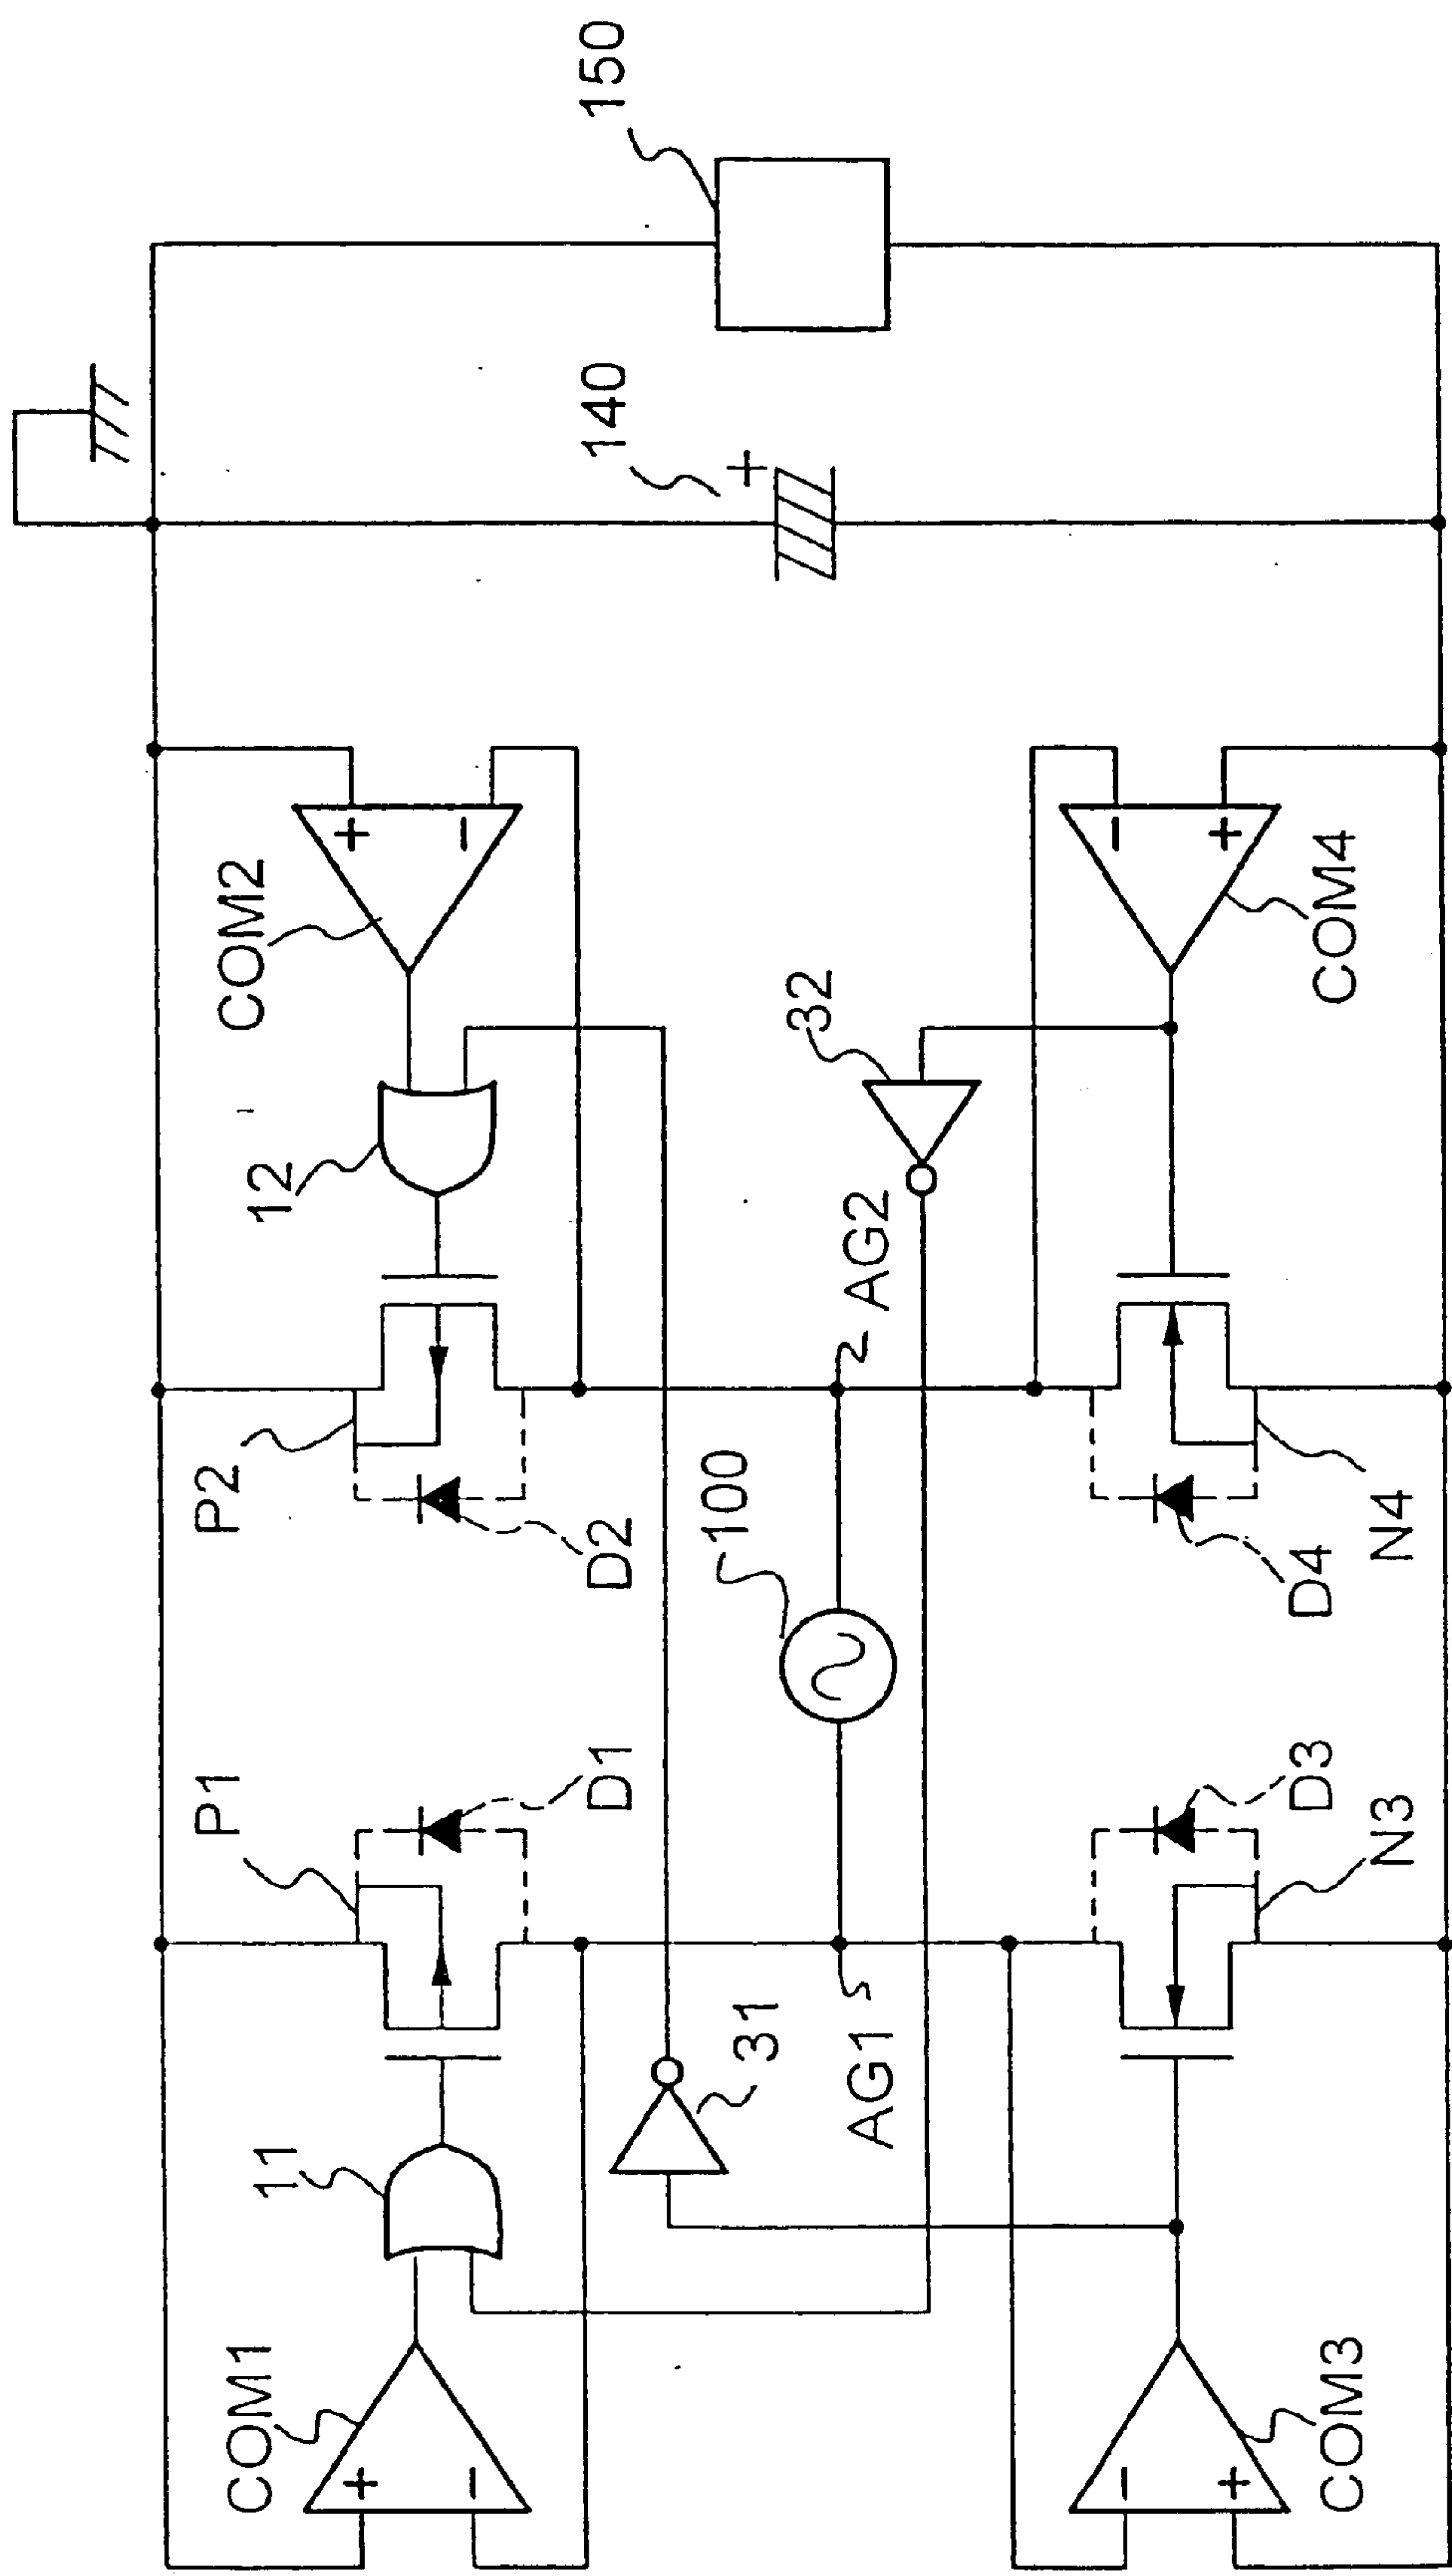 150
140
+
COM2
+
−
12
P2
D2
32
AG2
COM4
−
+
100
D4
N4
P1
D1
D3
N3
11
31
AG1
COM1
+
−
COM3
−
+